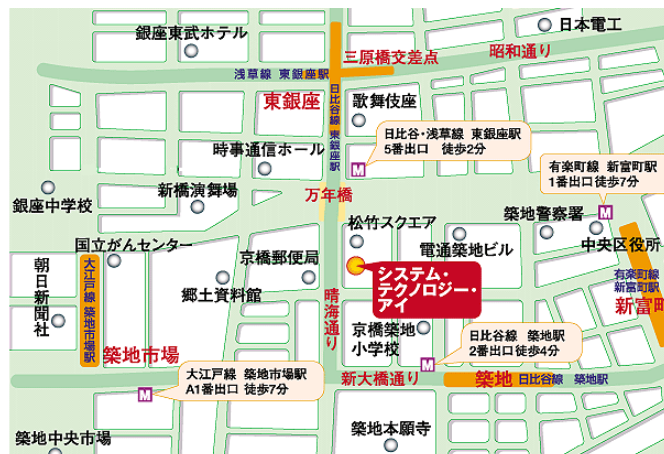 銀座東武ホテル
日本電工
三原橋交差点
昭和通り
浅草線 東銀座駅
東銀座
日比谷線 東銀座駅
歌舞伎座
日比谷・浅草線 東銀座駅
5番出口 徒歩2分
時事通信ホール
有楽町線 新富町駅
1番出口徒歩7分
新橋演舞場
万年橋
銀座中学校
松竹スクエア
築地警察署
国立がんセンター
電通築地ビル
中央区役所
京橋郵便局
朝日新聞社
大江戸線 築地市場駅
郷土資料館
晴海通り
システム・
テクノロジー・
アイ
有楽町線
新富町駅
新富町
京橋築地
小学校
日比谷線 築地駅
2番出口徒歩4分
築地市場
大江戸線 築地市場駅
A1番出口 徒歩7分
新大橋通り
築地
日比谷線 築地駅
築地中央市場
築地本願寺
M
M
M
M